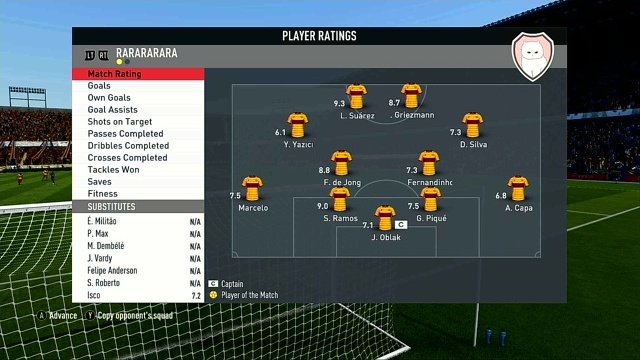 PLAYER RATINGS
LT RT RARARARARA
Match Rating
Goals
Own Goals
Goal Assists
Shots on Target
Passes Completed
Dribbles Completed
Crosses Completed
Tackles Won
Saves
Fitness
SUBSTITUTES
É. Militão N/A
P. Max N/A
M. Dembélé N/A
J. Vardy N/A
Felipe Anderson N/A
S. Roberto N/A
Isco 7.2
9.3 8.7
L. Suárez . Griezmann
6.1 7.3
Y. Yazici D. Silva
8.8 7.3
F. de Jong Fernandinho
7.5 9.0 7.5 6.8
Marcelo S. Ramos G. Piqué A. Capa
7.1 C
J. Oblak
C Captain
Player of the Match
A Advance Y Copy opponent's squad